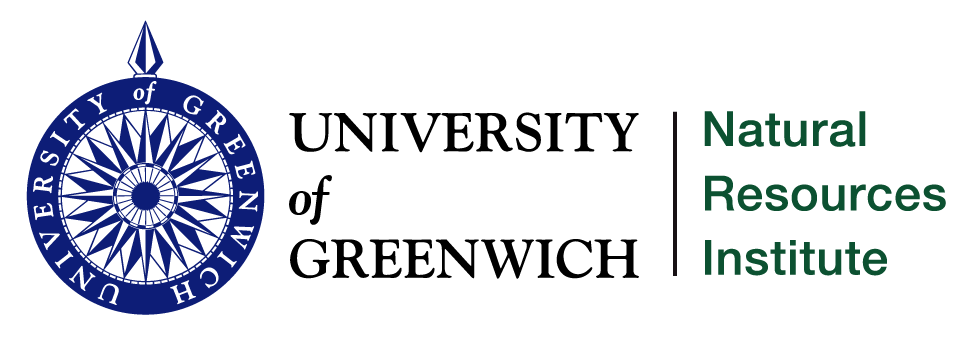 UNIVERSITY of GREENWICH
UNIVERSITY
of
GREENWICH
Natural
Resources
Institute